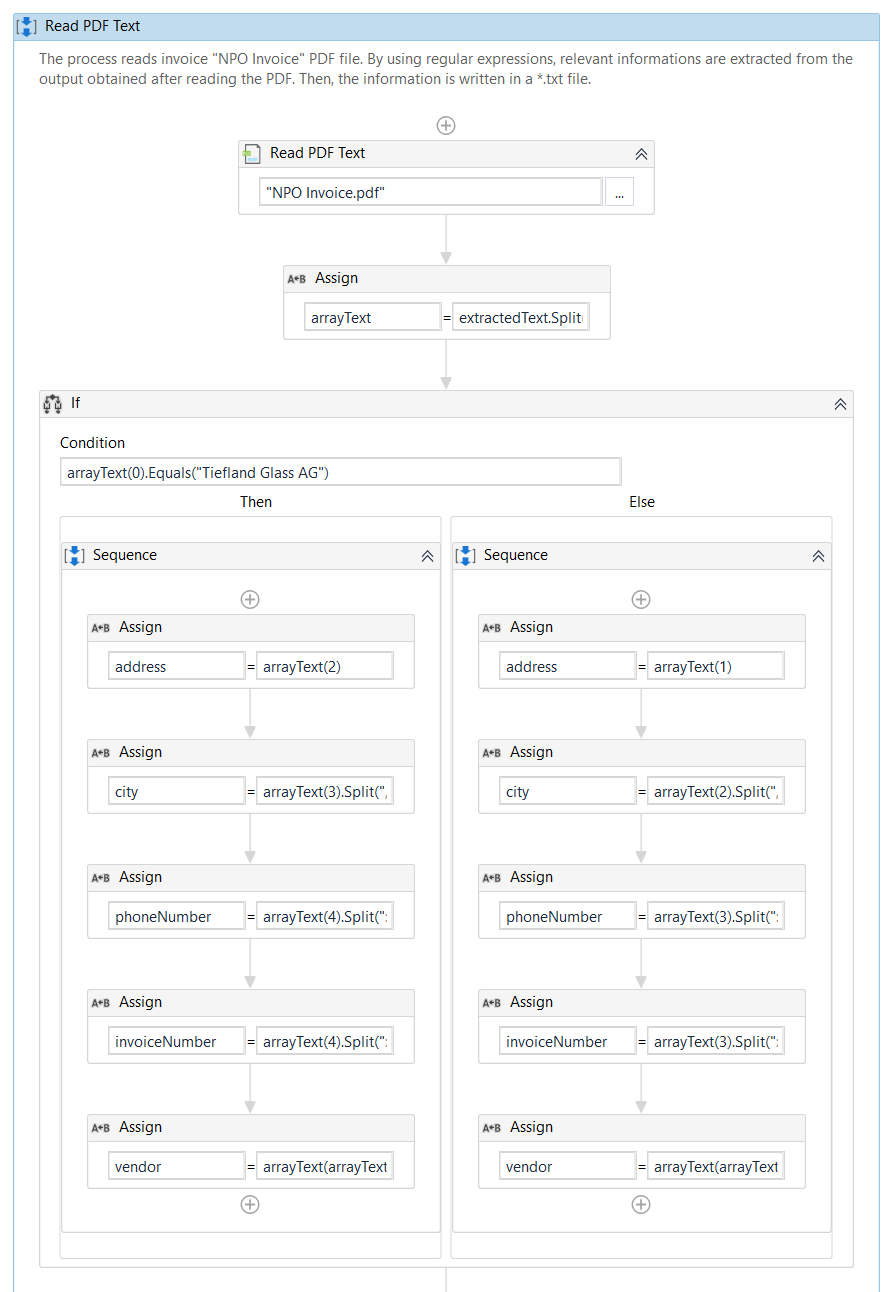 Read PDF Text
The process reads invoice "NPO Invoice" PDF file. By using regular expressions, relevant informations are extracted from the
output obtained after reading the PDF. Then, the information is written in a *.txt file.
Read PDF Text
"NPO Invoice.pdf" ...
A←B Assign
arrayText = extractedText.Split(
If
Condition
arrayText(0).Equals("Tiefland Glass AG")
Then Else
Sequence Sequence
A←B Assign A←B Assign
address = arrayText(2) address = arrayText(1)
A←B Assign A←B Assign
city = arrayText(3).Split(", city = arrayText(2).Split(",
A←B Assign A←B Assign
phoneNumber = arrayText(4).Split(": phoneNumber = arrayText(3).Split(":
A←B Assign A←B Assign
invoiceNumber = arrayText(4).Split(": invoiceNumber = arrayText(3).Split(":
A←B Assign A←B Assign
vendor = arrayText(arrayText vendor = arrayText(arrayText